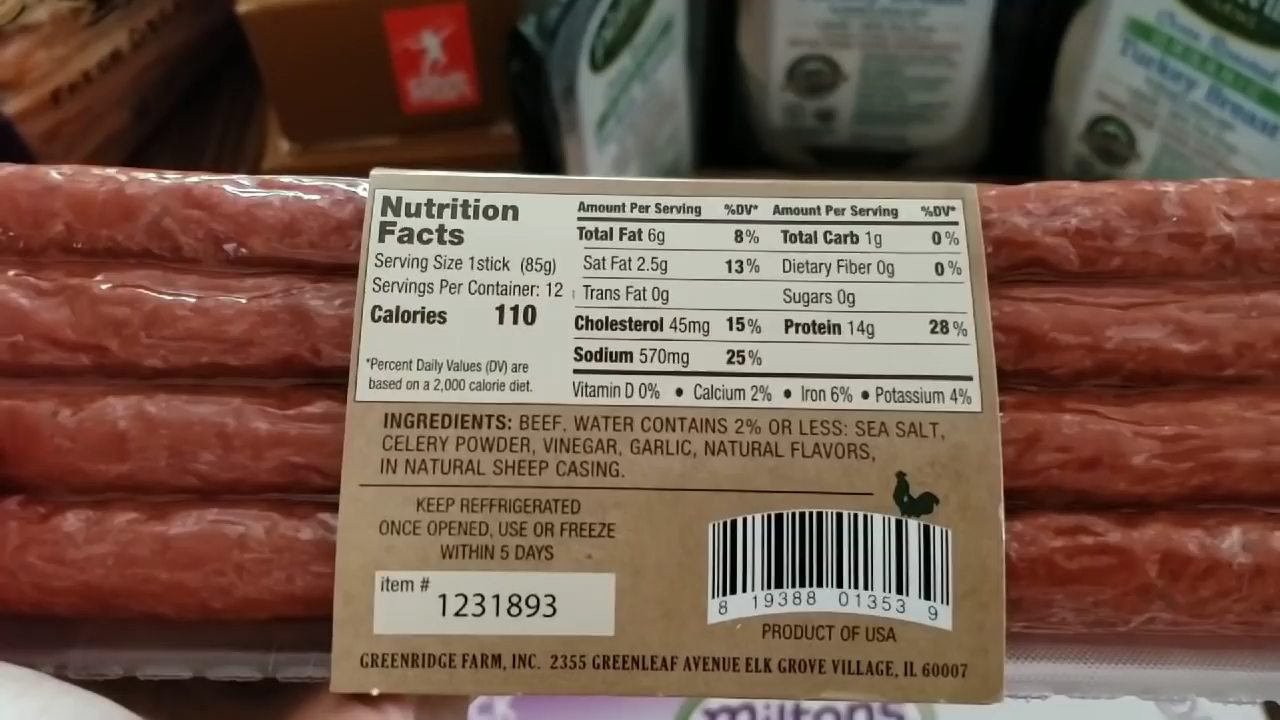 Turkey Breast
Nutrition
Facts
Serving Size 1stick (85g)
Servings Per Container: 12
Calories 110
*Percent Daily Values (DV) are
based on a 2,000 calorie diet.
Amount Per Serving %DV* Amount Per Serving %DV*
Total Fat 6g 8% Total Carb 1g 0%
Sat Fat 2.5g 13% Dietary Fiber 0g 0%
Trans Fat 0g Sugars 0g
Cholesterol 45mg 15% Protein 14g 28%
Sodium 570mg 25%
Vitamin D 0% • Calcium 2% • Iron 6% • Potassium 4%
INGREDIENTS: BEEF, WATER CONTAINS 2% OR LESS: SEA SALT,
CELERY POWDER, VINEGAR, GARLIC, NATURAL FLAVORS,
IN NATURAL SHEEP CASING.
KEEP REFFRIGERATED
ONCE OPENED, USE OR FREEZE
WITHIN 5 DAYS
item #
1231893
8 19388 01353 9
PRODUCT OF USA
GREENRIDGE FARM, INC. 2355 GREENLEAF AVENUE ELK GROVE VILLAGE, IL 60007
miltons